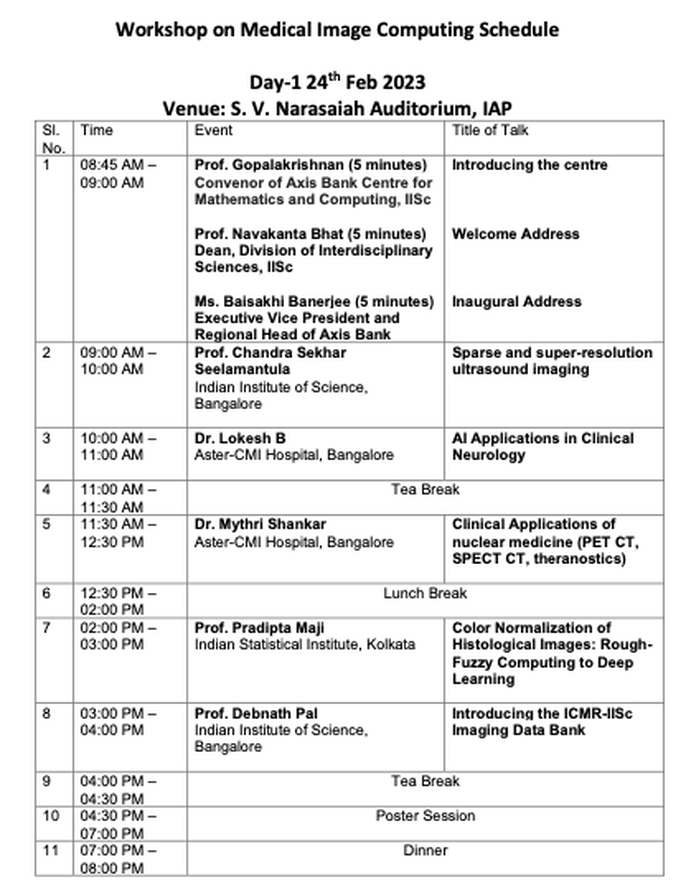 Workshop on Medical Image Computing Schedule
Day-1 24th Feb 2023
Venue: S. V. Narasaiah Auditorium, IAP
Sl. No. Time Event Title of Talk
1 08:45 AM – 09:00 AM
Prof. Gopalakrishnan (5 minutes) Introducing the centre
Convenor of Axis Bank Centre for
Mathematics and Computing, IISc
Prof. Navakanta Bhat (5 minutes) Welcome Address
Dean, Division of Interdisciplinary
Sciences, IISc
Ms. Baisakhi Banerjee (5 minutes) Inaugural Address
Executive Vice President and
Regional Head of Axis Bank
2 09:00 AM – 10:00 AM
Prof. Chandra Sekhar
Seelamantula
Indian Institute of Science,
Bangalore
Sparse and super-resolution
ultrasound imaging
3 10:00 AM – 11:00 AM
Dr. Lokesh B
Aster-CMI Hospital, Bangalore
AI Applications in Clinical
Neurology
4 11:00 AM – 11:30 AM
Tea Break
5 11:30 AM – 12:30 PM
Dr. Mythri Shankar
Aster-CMI Hospital, Bangalore
Clinical Applications of
nuclear medicine (PET CT,
SPECT CT, theranostics)
6 12:30 PM – 02:00 PM
Lunch Break
7 02:00 PM – 03:00 PM
Prof. Pradipta Maji
Indian Statistical Institute, Kolkata
Color Normalization of
Histological Images: Rough-
Fuzzy Computing to Deep
Learning
8 03:00 PM – 04:00 PM
Prof. Debnath Pal
Indian Institute of Science,
Bangalore
Introducing the ICMR-IISc
Imaging Data Bank
9 04:00 PM – 04:30 PM
Tea Break
10 04:30 PM – 07:00 PM
Poster Session
11 07:00 PM – 08:00 PM
Dinner